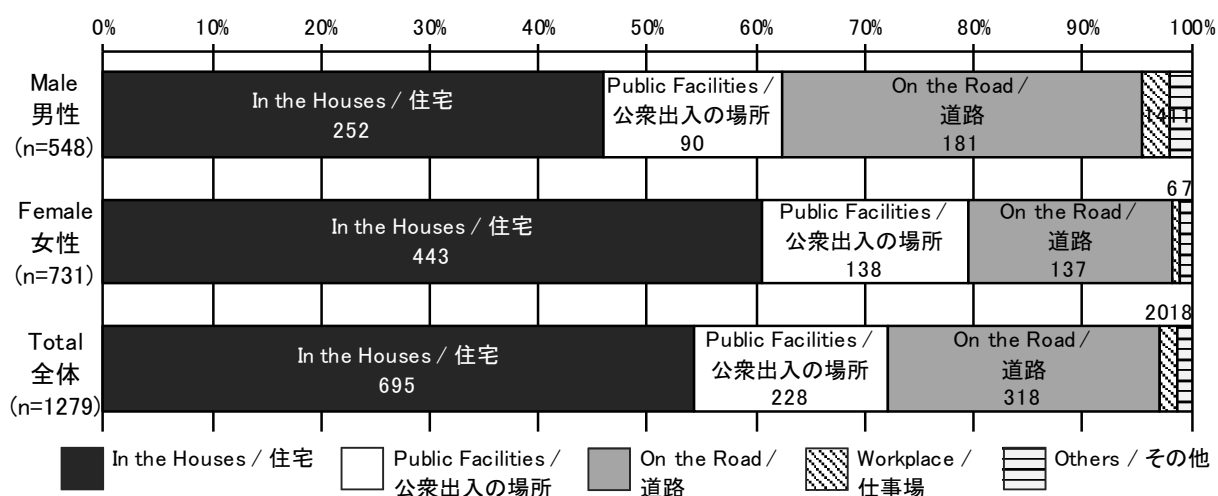 0% 10% 20% 30% 40% 50% 60% 70% 80% 90% 100%
Male
男性
(n=548)
In the Houses / 住宅
252
Public Facilities /
公衆出入の場所
90
On the Road /
道路
181
14 11
Female
女性
(n=731)
In the Houses / 住宅
443
Public Facilities /
公衆出入の場所
138
On the Road /
道路
137
6 7
Total
全体
(n=1279)
In the Houses / 住宅
695
Public Facilities /
公衆出入の場所
228
On the Road /
道路
318
20 18
In the Houses / 住宅
Public Facilities /
公衆出入の場所
On the Road /
道路
Workplace /
仕事場
Others / その他